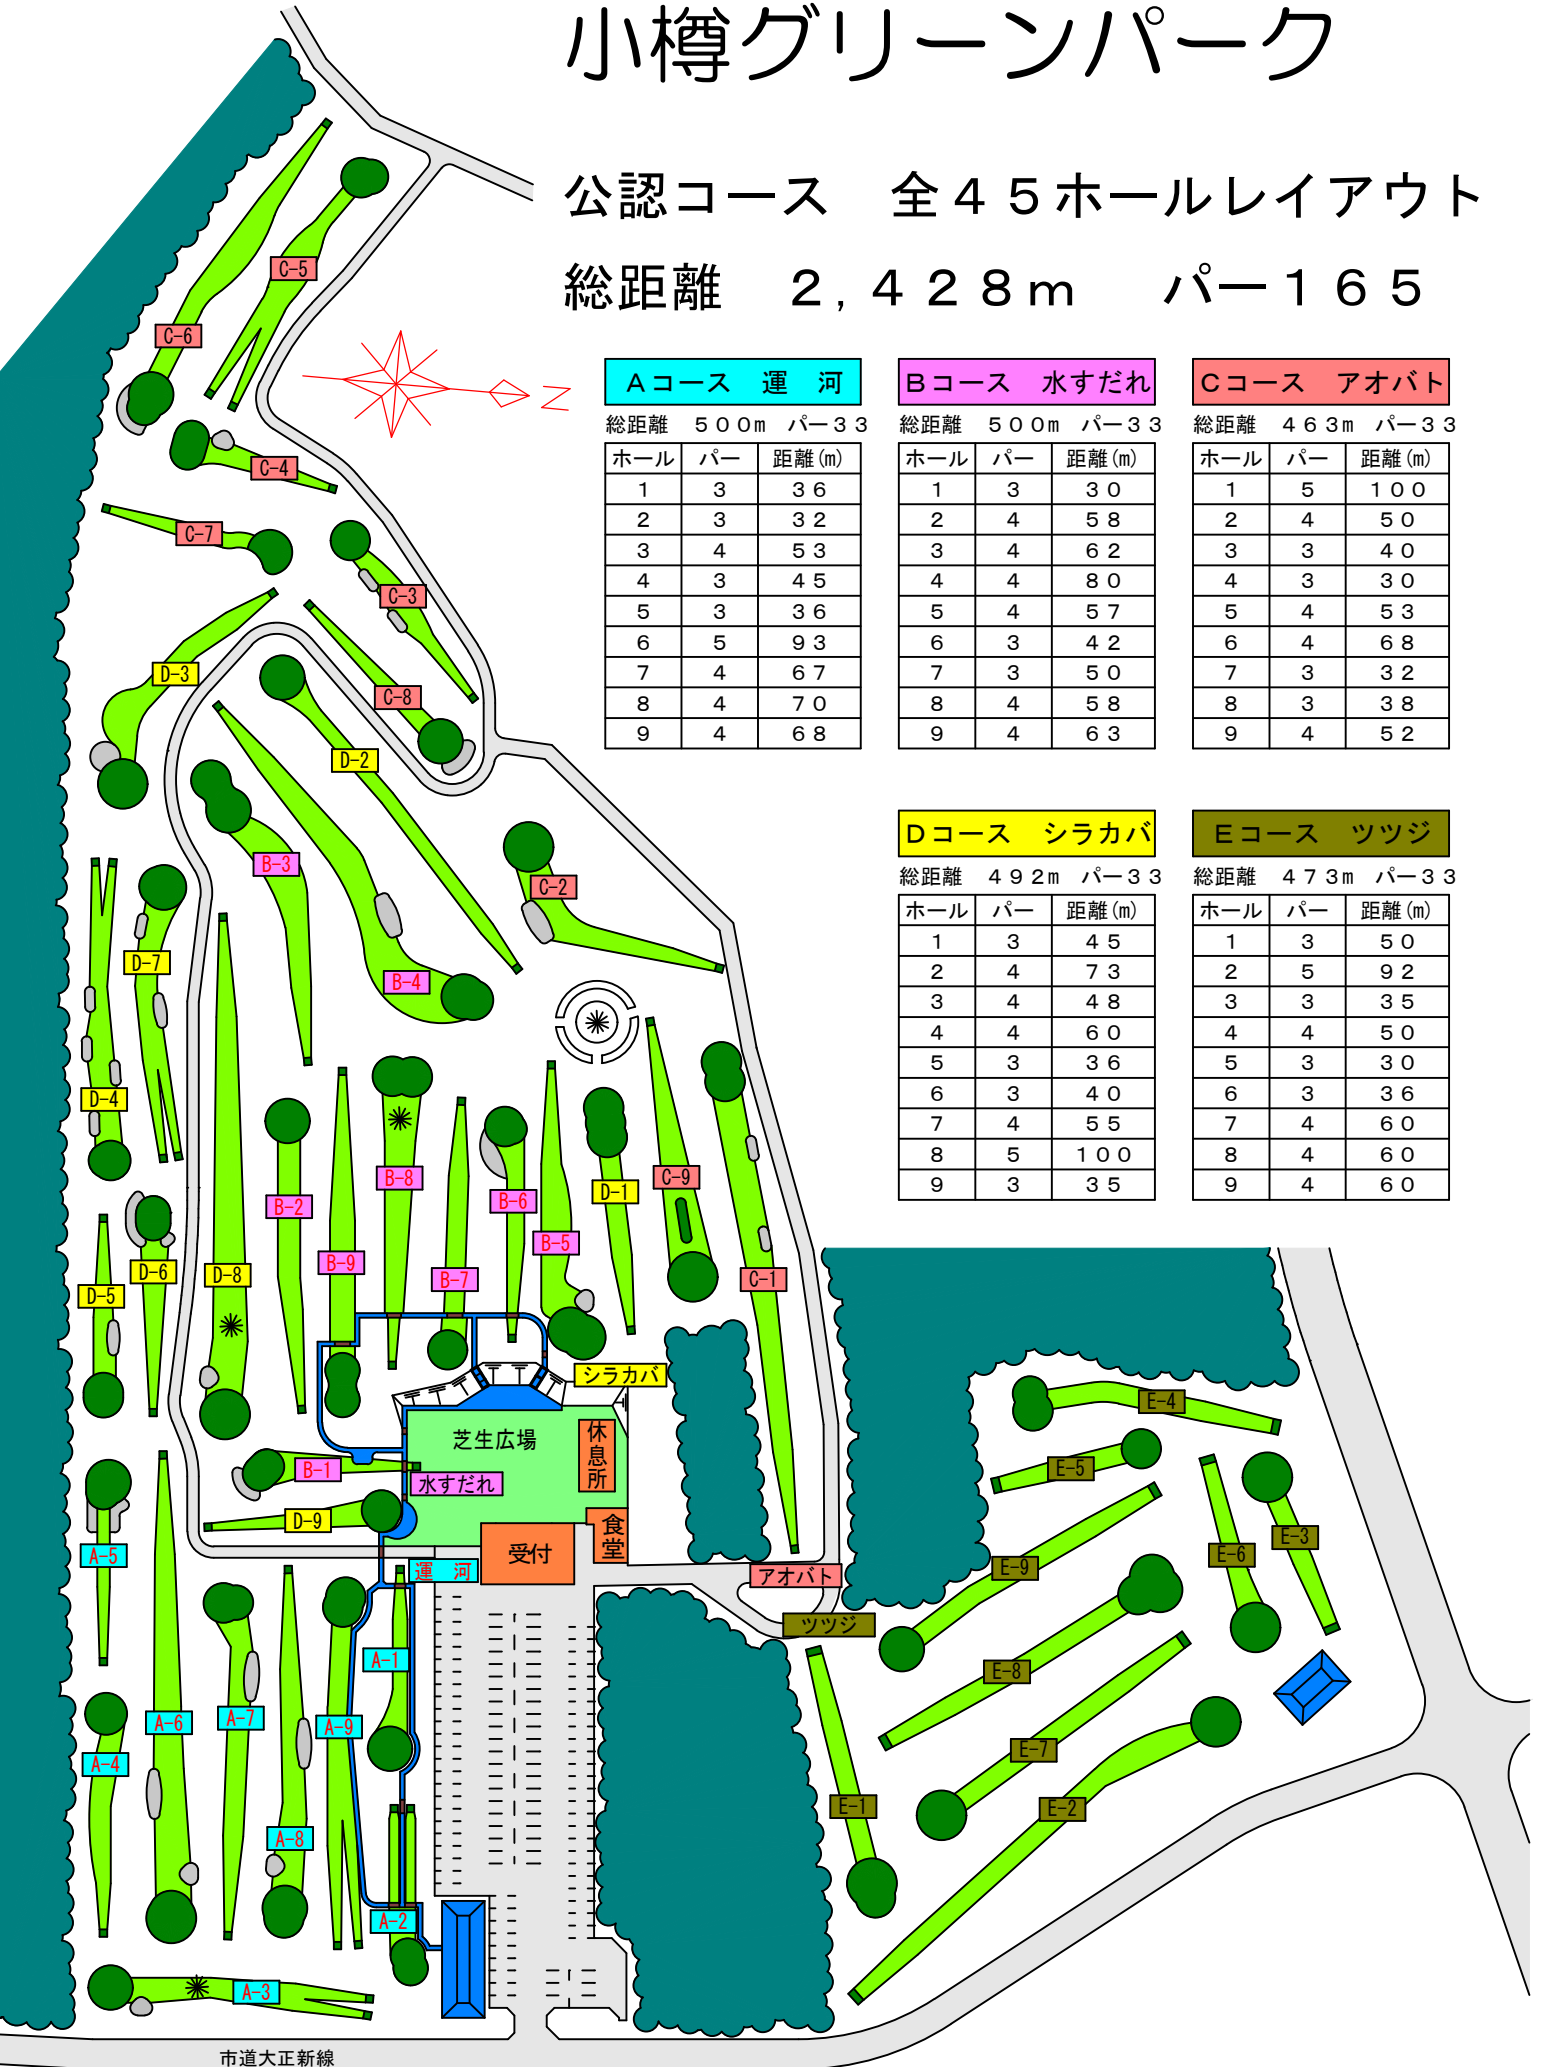 小樽グリーンパーク
公認コース　全４５ホールレイアウト
総距離　２,４２８ｍ　パー１６５
Ａコース　運　河
総距離　５００ｍ　パー３３
ホール　パー　距離(m)
１　３　３６
２　３　３２
３　４　５３
４　３　４５
５　３　３６
６　５　９３
７　４　６７
８　４　７０
９　４　６８
Ｂコース　水すだれ
総距離　５００ｍ　パー３３
ホール　パー　距離(m)
１　３　３０
２　４　５８
３　４　６２
４　４　８０
５　４　５７
６　３　４２
７　３　５０
８　４　５８
９　４　６３
Ｃコース　アオバト
総距離　４６３ｍ　パー３３
ホール　パー　距離(m)
１　５　１００
２　４　５０
３　３　４０
４　３　３０
５　４　５３
６　４　６８
７　３　３２
８　３　３８
９　４　５２
Ｄコース　シラカバ
総距離　４９２ｍ　パー３３
ホール　パー　距離(m)
１　３　４５
２　４　７３
３　４　４８
４　４　６０
５　３　３６
６　３　４０
７　４　５５
８　５　１００
９　３　３５
Ｅコース　ツツジ
総距離　４７３ｍ　パー３３
ホール　パー　距離(m)
１　３　５０
２　５　９２
３　３　３５
４　４　５０
５　３　３０
６　３　３６
７　４　６０
８　４　６０
９　４　６０
N
C-5
C-6
C-4
C-7
C-3
D-3
C-8
D-2
B-3
C-2
D-7
B-4
D-4
B-8
C-9
D-1
B-6
B-2
B-5
B-9
D-6
D-8
B-7
C-1
D-5
シラカバ
E-4
芝生広場
休息所
B-1
E-5
水すだれ
D-9
食堂
E-3
受付
A-5
E-6
E-9
運　河
アオバト
ツツジ
A-1
E-8
A-7
A-6
A-9
E-7
A-4
E-1
E-2
A-8
A-2
A-3
市道大正新線